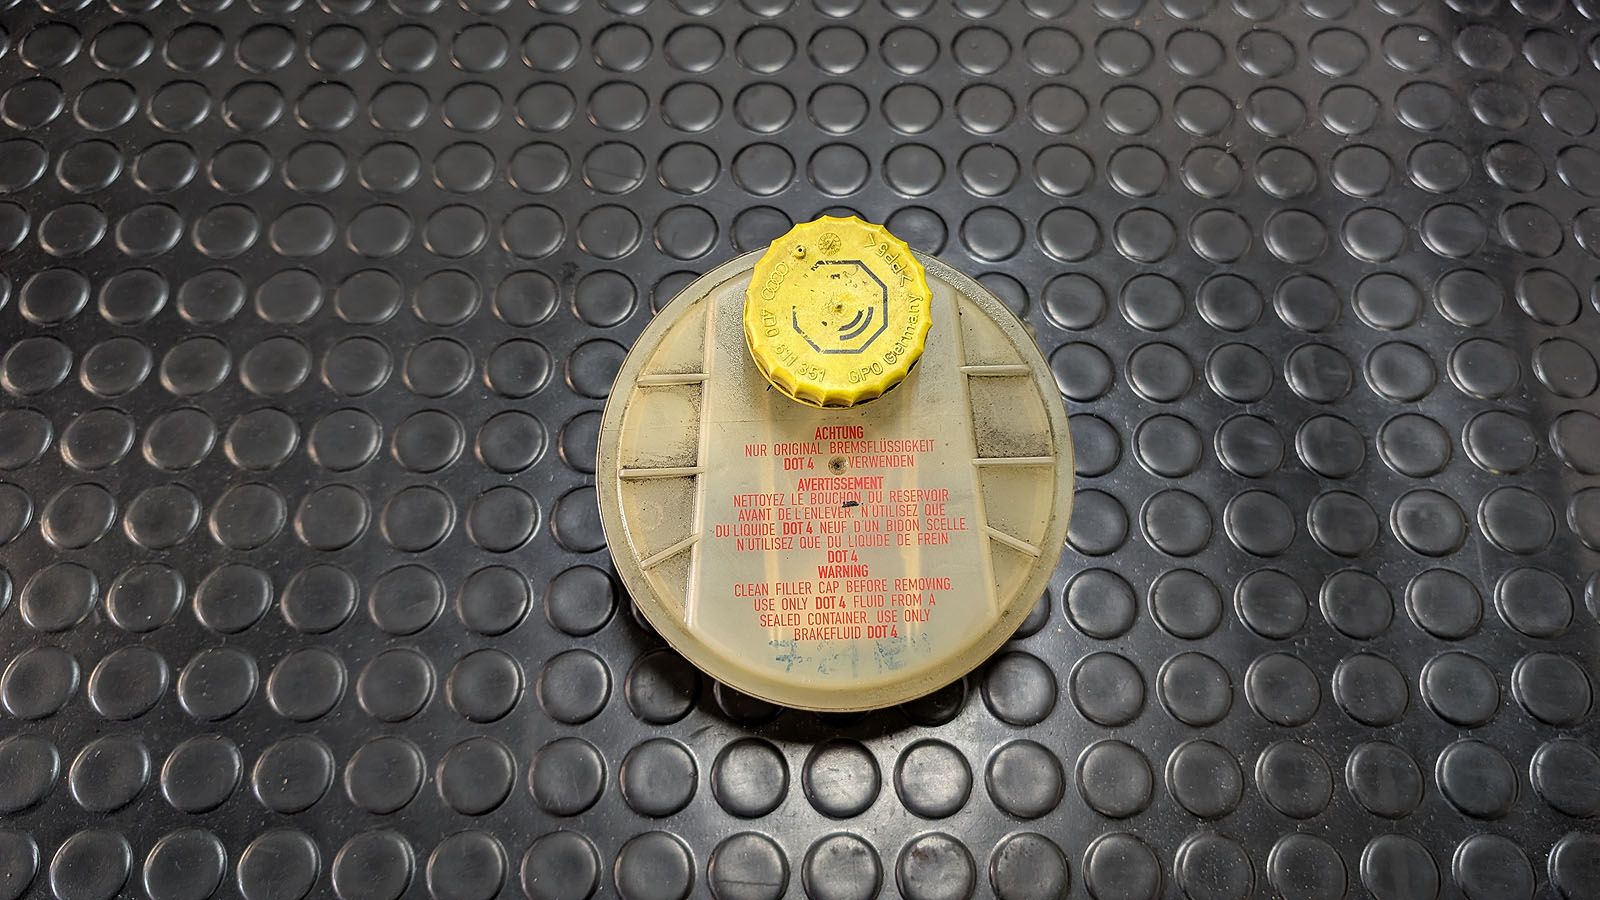 >PP3<
4D0 611 351
GPO Germany
ACHTUNG
NUR ORIGINAL BREMSFLÜSSIGKEIT
DOT 4 VERWENDEN
AVERTISSEMENT
NETTOYEZ LE BOUCHON DU RESERVOIR
AVANT DE L'ENLEVER. N'UTILISEZ QUE
DU LIQUIDE DOT 4 NEUF D'UN BIDON SCELLE.
N'UTILISEZ QUE DU LIQUIDE DE FREIN
DOT 4
WARNING
CLEAN FILLER CAP BEFORE REMOVING.
USE ONLY DOT 4 FLUID FROM A
SEALED CONTAINER. USE ONLY
BRAKEFLUID DOT 4